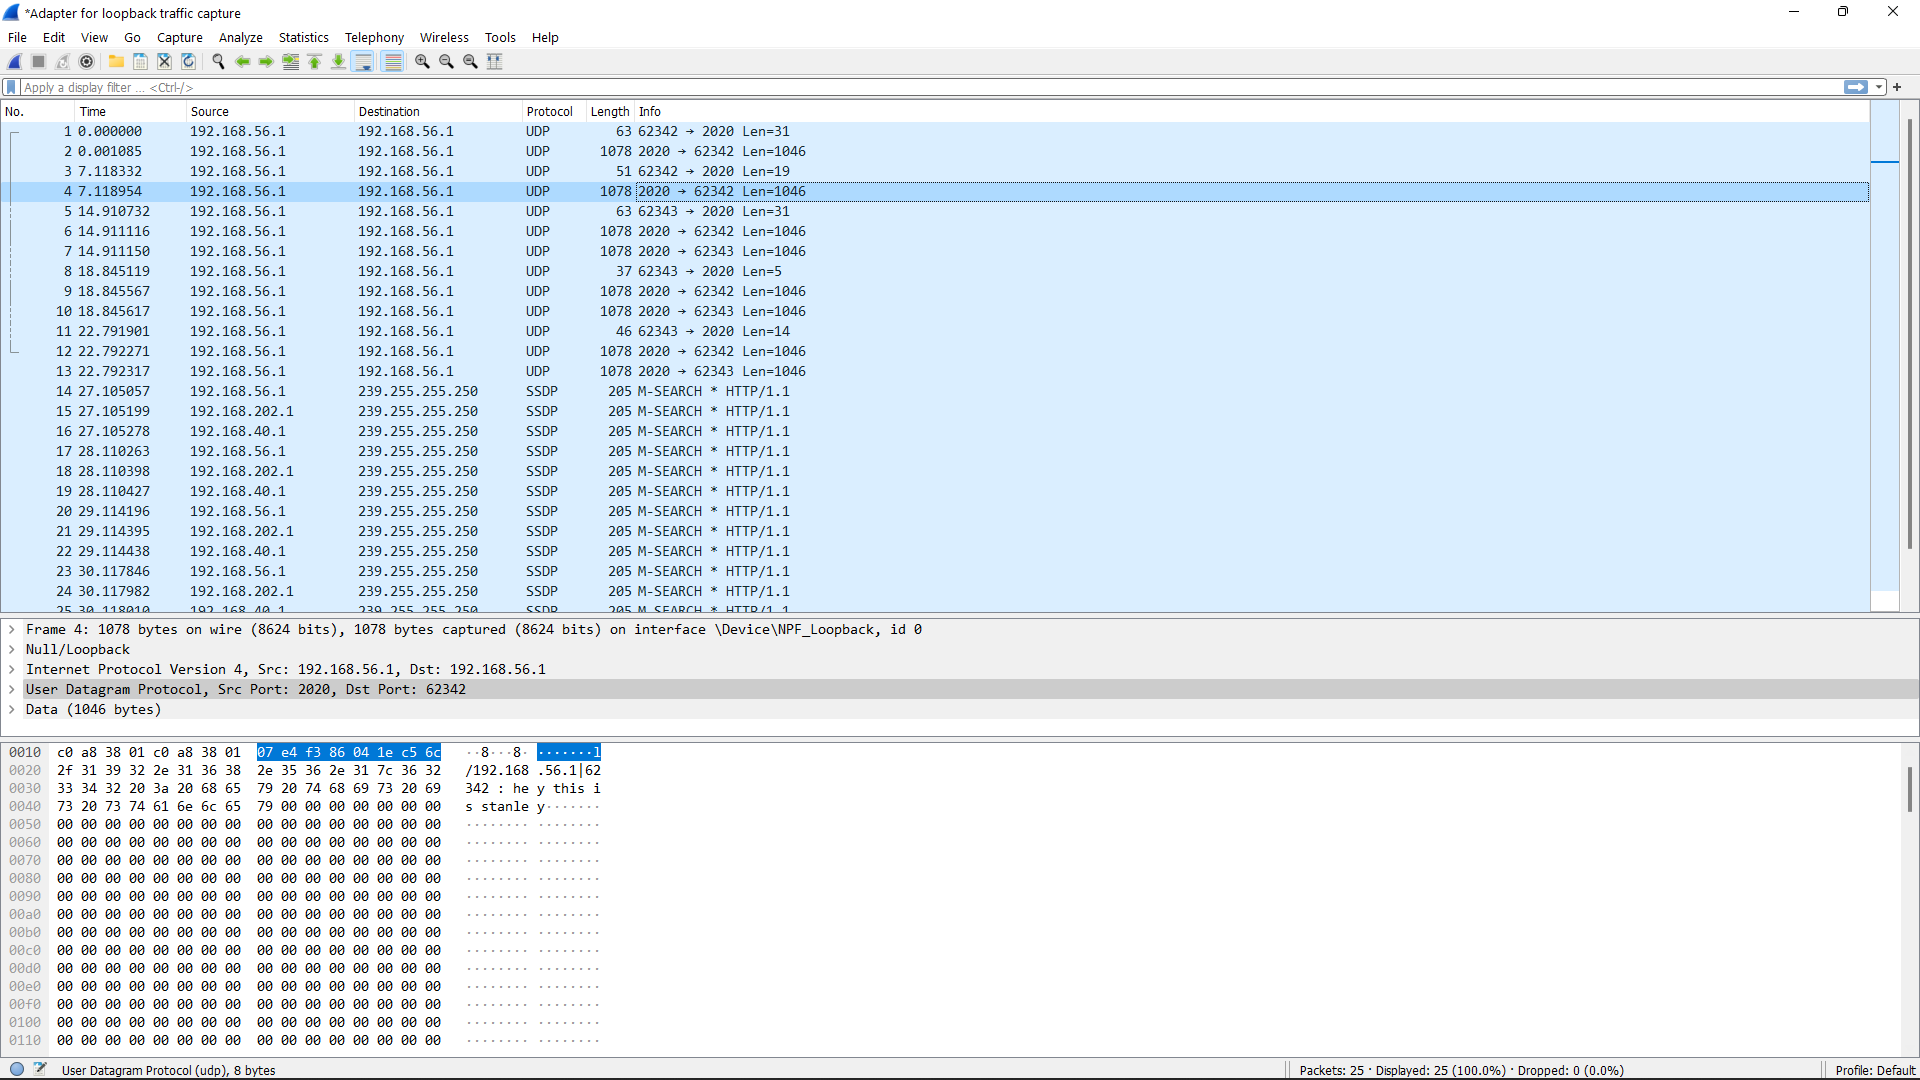 *Adapter for loopback traffic capture
File Edit View Go Capture Analyze Statistics Telephony Wireless Tools Help
Apply a display filter ... <Ctrl-/>
No. Time Source Destination Protocol Length Info
1 0.000000 192.168.56.1 192.168.56.1 UDP 63 62342 → 2020 Len=31
2 0.001085 192.168.56.1 192.168.56.1 UDP 1078 2020 → 62342 Len=1046
3 7.118332 192.168.56.1 192.168.56.1 UDP 51 62342 → 2020 Len=19
4 7.118954 192.168.56.1 192.168.56.1 UDP 1078 2020 → 62342 Len=1046
5 14.910732 192.168.56.1 192.168.56.1 UDP 63 62343 → 2020 Len=31
6 14.911116 192.168.56.1 192.168.56.1 UDP 1078 2020 → 62342 Len=1046
7 14.911150 192.168.56.1 192.168.56.1 UDP 1078 2020 → 62343 Len=1046
8 18.845119 192.168.56.1 192.168.56.1 UDP 37 62343 → 2020 Len=5
9 18.845567 192.168.56.1 192.168.56.1 UDP 1078 2020 → 62342 Len=1046
10 18.845617 192.168.56.1 192.168.56.1 UDP 1078 2020 → 62343 Len=1046
11 22.791901 192.168.56.1 192.168.56.1 UDP 46 62343 → 2020 Len=14
12 22.792271 192.168.56.1 192.168.56.1 UDP 1078 2020 → 62342 Len=1046
13 22.792317 192.168.56.1 192.168.56.1 UDP 1078 2020 → 62343 Len=1046
14 27.105057 192.168.56.1 239.255.255.250 SSDP 205 M-SEARCH * HTTP/1.1
15 27.105199 192.168.202.1 239.255.255.250 SSDP 205 M-SEARCH * HTTP/1.1
16 27.105278 192.168.40.1 239.255.255.250 SSDP 205 M-SEARCH * HTTP/1.1
17 28.110263 192.168.56.1 239.255.255.250 SSDP 205 M-SEARCH * HTTP/1.1
18 28.110398 192.168.202.1 239.255.255.250 SSDP 205 M-SEARCH * HTTP/1.1
19 28.110427 192.168.40.1 239.255.255.250 SSDP 205 M-SEARCH * HTTP/1.1
20 29.114196 192.168.56.1 239.255.255.250 SSDP 205 M-SEARCH * HTTP/1.1
21 29.114395 192.168.202.1 239.255.255.250 SSDP 205 M-SEARCH * HTTP/1.1
22 29.114438 192.168.40.1 239.255.255.250 SSDP 205 M-SEARCH * HTTP/1.1
23 30.117846 192.168.56.1 239.255.255.250 SSDP 205 M-SEARCH * HTTP/1.1
24 30.117982 192.168.202.1 239.255.255.250 SSDP 205 M-SEARCH * HTTP/1.1
25 30.118010 192.168.40.1 239.255.255.250 SSDP 205 M-SEARCH * HTTP/1.1
Frame 4: 1078 bytes on wire (8624 bits), 1078 bytes captured (8624 bits) on interface \Device\NPF_Loopback, id 0
Null/Loopback
Internet Protocol Version 4, Src: 192.168.56.1, Dst: 192.168.56.1
User Datagram Protocol, Src Port: 2020, Dst Port: 62342
Data (1046 bytes)
0010 c0 a8 38 01 c0 a8 38 01 07 e4 f3 86 04 1e c5 6c ··8···8· ·······l
0020 2f 31 39 32 2e 31 36 38 2e 35 36 2e 31 7c 36 32 /192.168 .56.1|62
0030 33 34 32 20 3a 20 68 65 79 20 74 68 69 73 20 69 342 : he y this i
0040 73 20 73 74 61 6e 6c 65 79 00 00 00 00 00 00 00 s stanle y·······
0050 00 00 00 00 00 00 00 00 00 00 00 00 00 00 00 00 ········ ········
0060 00 00 00 00 00 00 00 00 00 00 00 00 00 00 00 00 ········ ········
0070 00 00 00 00 00 00 00 00 00 00 00 00 00 00 00 00 ········ ········
0080 00 00 00 00 00 00 00 00 00 00 00 00 00 00 00 00 ········ ········
0090 00 00 00 00 00 00 00 00 00 00 00 00 00 00 00 00 ········ ········
00a0 00 00 00 00 00 00 00 00 00 00 00 00 00 00 00 00 ········ ········
00b0 00 00 00 00 00 00 00 00 00 00 00 00 00 00 00 00 ········ ········
00c0 00 00 00 00 00 00 00 00 00 00 00 00 00 00 00 00 ········ ········
00d0 00 00 00 00 00 00 00 00 00 00 00 00 00 00 00 00 ········ ········
00e0 00 00 00 00 00 00 00 00 00 00 00 00 00 00 00 00 ········ ········
00f0 00 00 00 00 00 00 00 00 00 00 00 00 00 00 00 00 ········ ········
0100 00 00 00 00 00 00 00 00 00 00 00 00 00 00 00 00 ········ ········
0110 00 00 00 00 00 00 00 00 00 00 00 00 00 00 00 00 ········ ········
User Datagram Protocol (udp), 8 bytes Packets: 25 · Displayed: 25 (100.0%) · Dropped: 0 (0.0%) Profile: Default